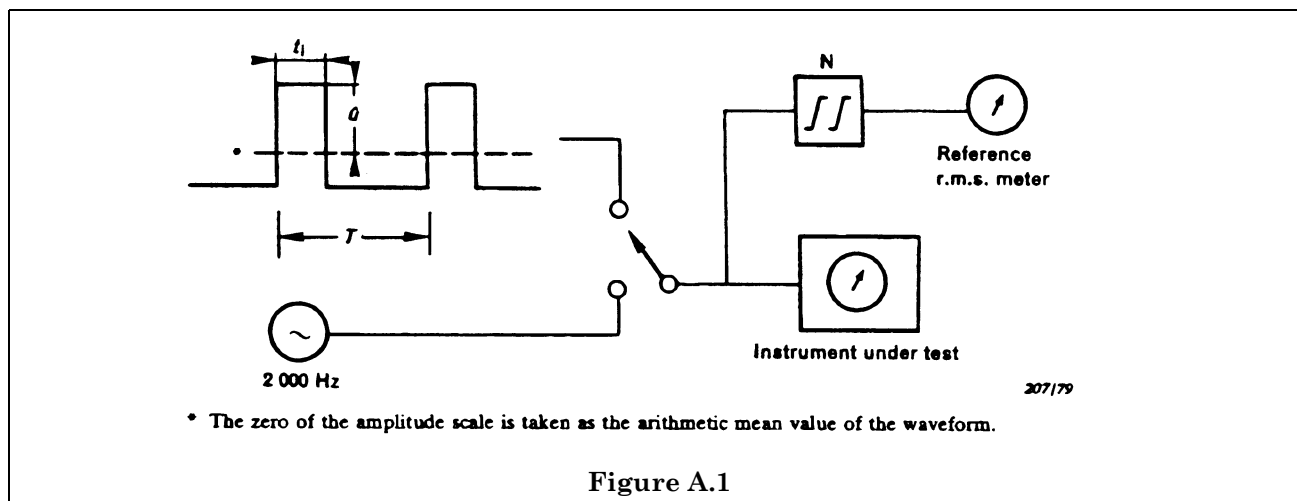 t₁
a
*
T
N
Reference
r.m.s. meter
2 000 Hz
~
Instrument under test
207/79
* The zero of the amplitude scale is taken as the arithmetic mean value of the waveform.
Figure A.1